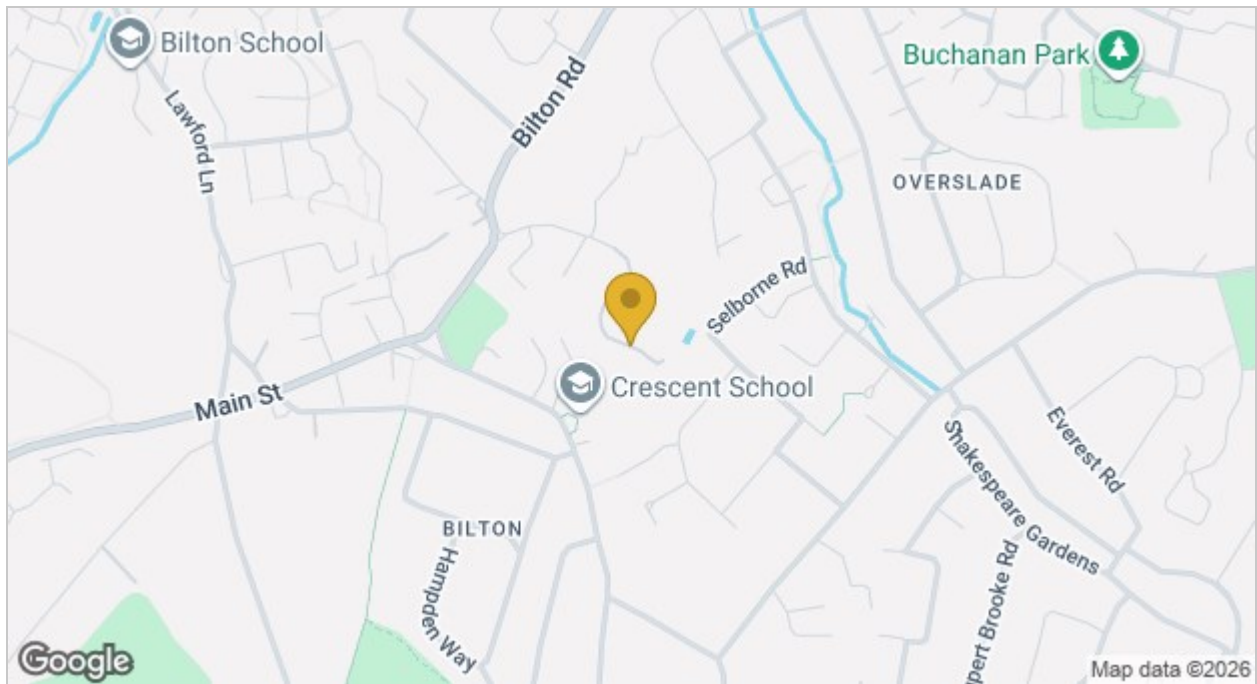 Bilton School
Bilton Rd
Buchanan Park
Lawford Ln
OVERSLADE
Selborne Rd
Crescent School
Main St
Everest Rd
Shakespeare Gardens
BILTON
Hampden Way
Brooke Rd
Google
Map data ©2026